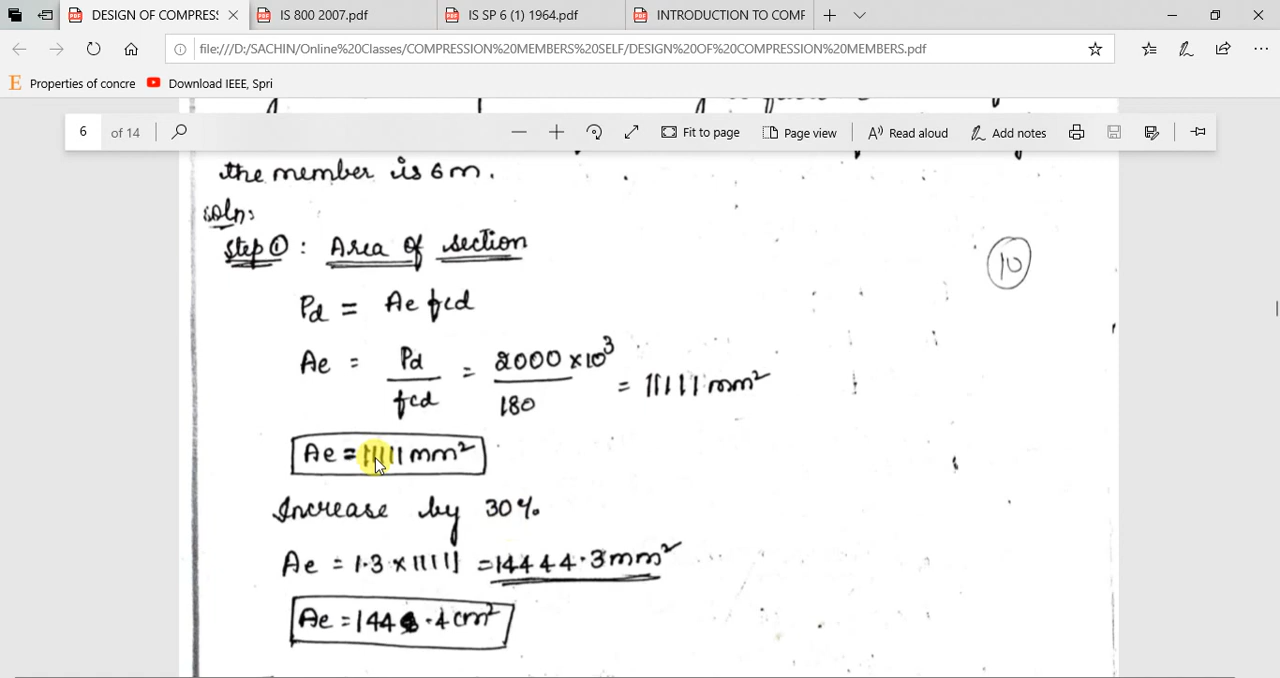 DESIGN OF COMPRESS
IS 800 2007.pdf
IS SP 6 (1) 1964.pdf
INTRODUCTION TO COMP
file:///D:/SACHIN/Online%20Classes/COMPRESSION%20MEMBERS%20SELF/DESIGN%20OF%20COMPRESSION%20MEMBERS.pdf
E Properties of concre
Download IEEE, Spri
6 of 14
Fit to page
Page view
Read aloud
Add notes
the member is 6m.
soln:
Step ① : Area of section
10
Pd = Ae fcd
Ae = Pd / fcd = 2000 × 10³ / 180 = 11111 mm²
Ae = 11111 mm²
Increase by 30%
Ae = 1.3 × 11111 = 14444.3 mm²